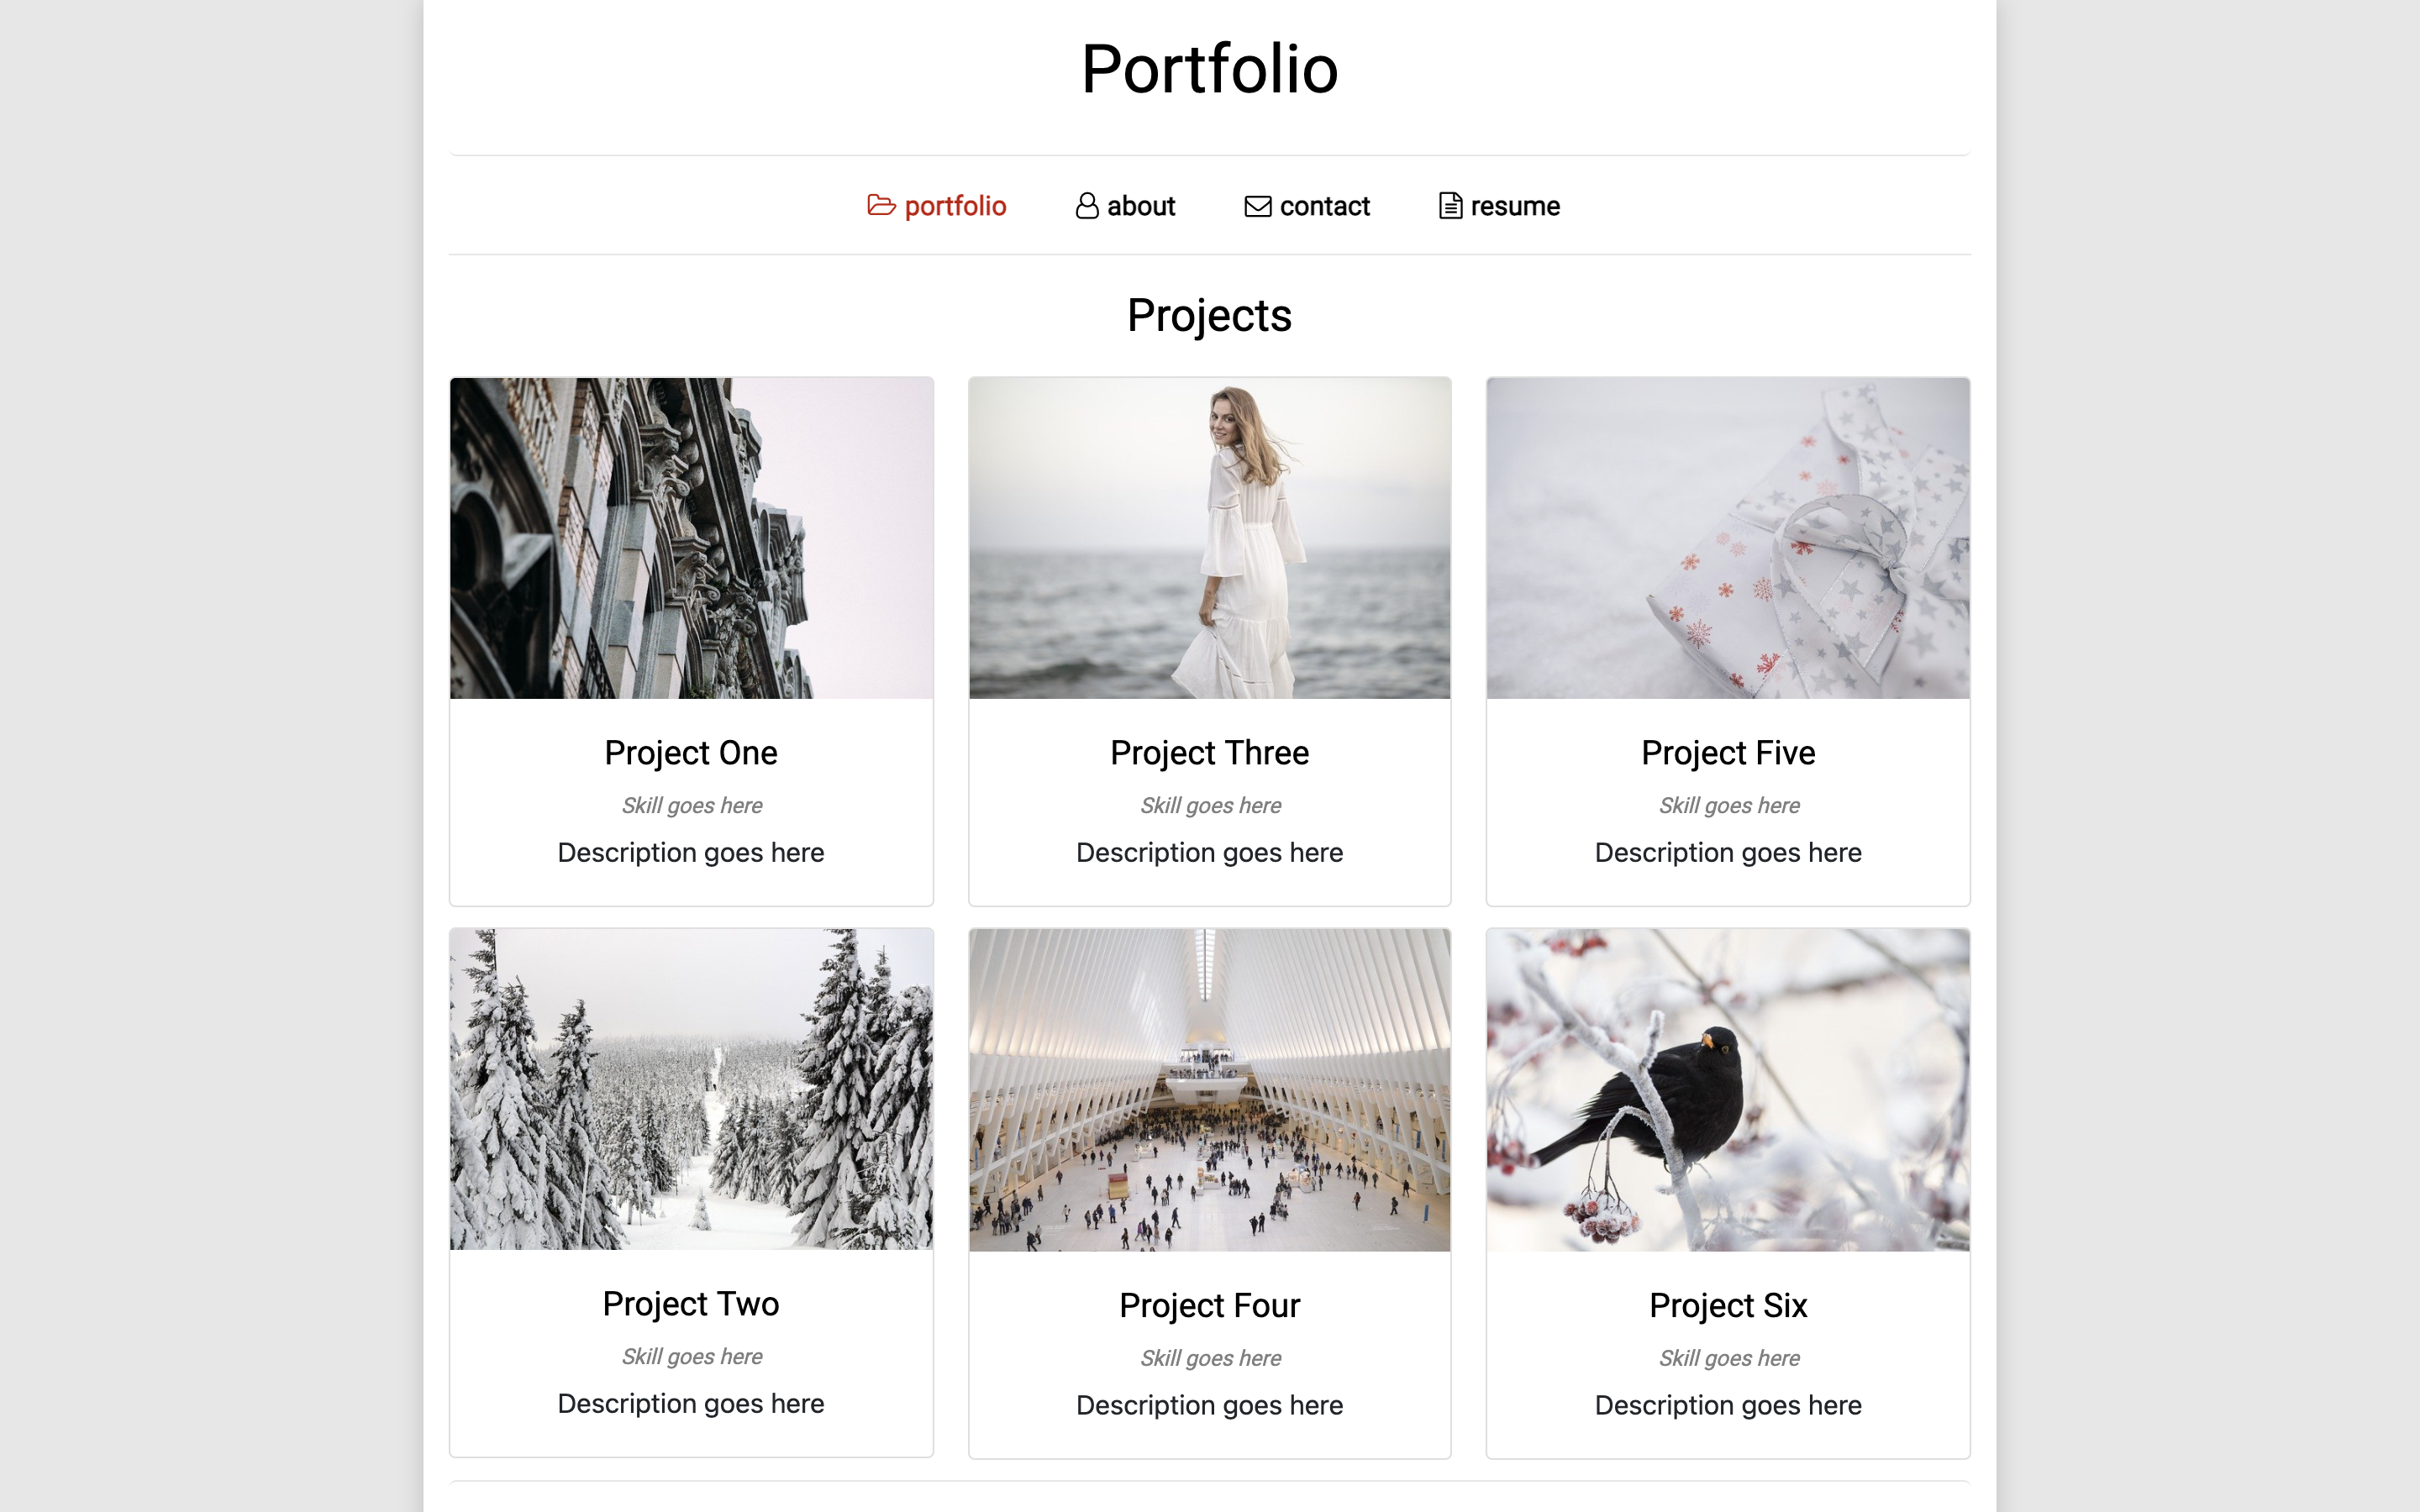 Portfolio
portfolio about contact resume
Projects
Project One
Skill goes here
Description goes here
Project Three
Skill goes here
Description goes here
Project Five
Skill goes here
Description goes here
Project Two
Skill goes here
Description goes here
Project Four
Skill goes here
Description goes here
Project Six
Skill goes here
Description goes here